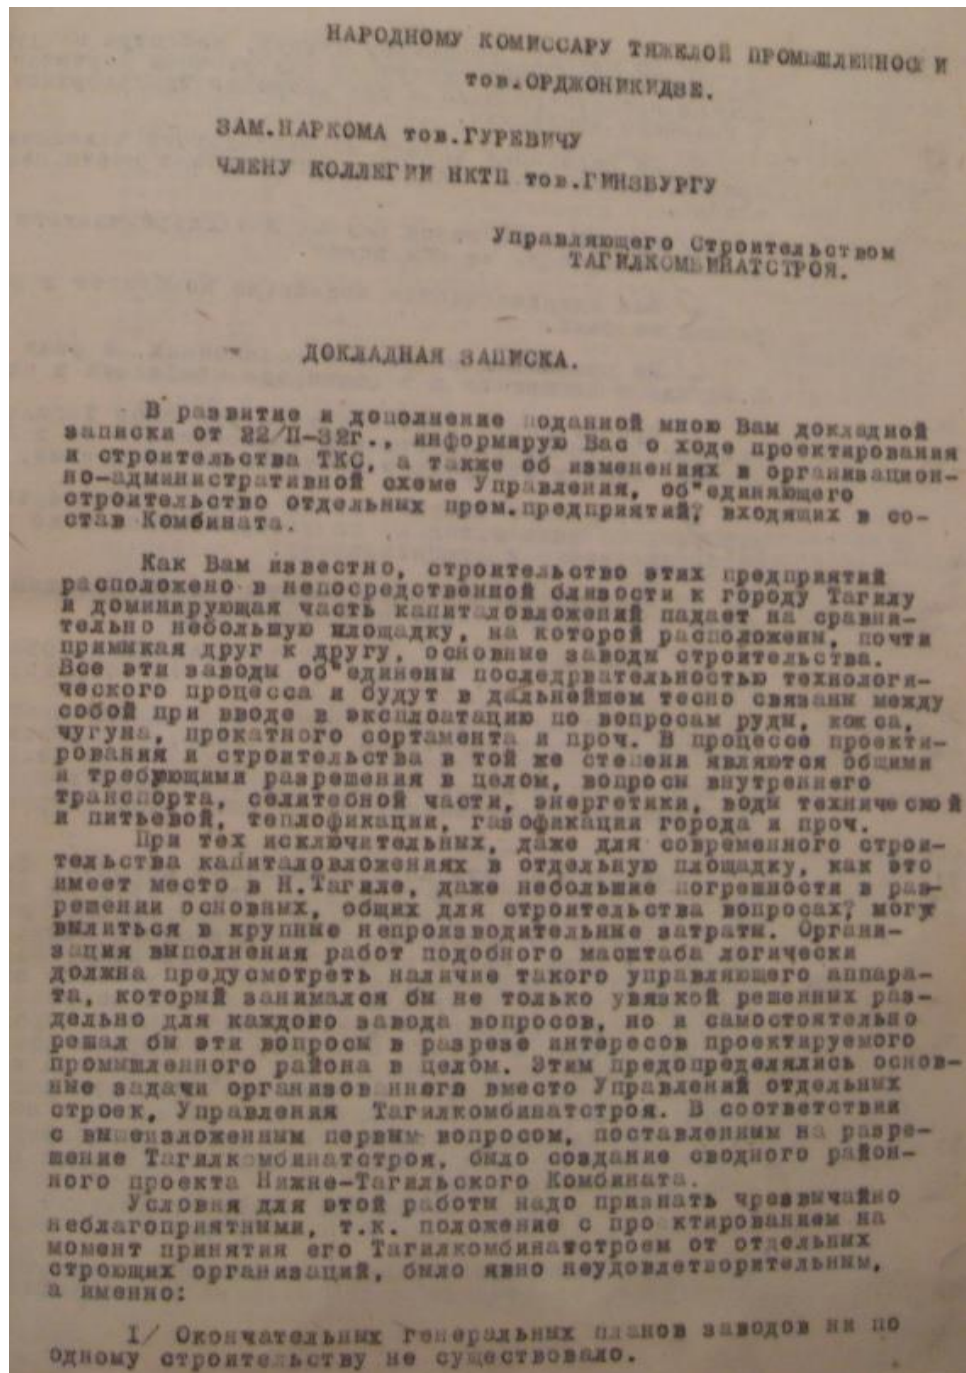 НАРОДНОМУ КОМИССАРУ ТЯЖЕЛОЙ ПРОМЫШЛЕННОС И
тов.ОРДЖОНИКИДЗЕ.
ЗАМ.НАРКОМА тов.ГУРЕВИЧУ
ЧЛЕНУ КОЛЛЕГИИ НКТП тов.ГИНЗБУРГУ
Управляющего Строительством
ТАГИЛКОМБИНАТСТРОЯ.
ДОКЛАДНАЯ ЗАПИСКА.
В развитие и дополнение поданной мною Вам докладной
записки от 22/II-32г., информирую Вас о ходе проектирования
и строительства ТКС, а также об изменениях в организацион-
но-административной схеме Управления, об"единяющего
строительство отдельных пром.предприятий, входящих в со-
став Комбината.
Как Вам известно, строительство этих предприятий
расположено в непосредственной близости к городу Тагилу
и доминирующая часть капиталовложений падает на сравни-
тельно небольшую площадку, на которой расположены, почти
примыкая друг к другу, основные заводы строительства.
Все эти заводы об"единены последрвательностью технологи-
ческого процесса и будут в дальнейшем тесно связаны между
собой при вводе в эксплоатацию по вопросам руды, кокса,
чугуна, прокатного сортамента и проч. В процессе проекти-
рования и строительства в той же степени являются общими
и требующими разрешения в целом, вопросы внутреннего
транспорта, селитебной части, энергетики, воды технической
и питьевой, теплофикации, газофикации города и проч.
При тех исключительных, даже для современного строи-
тельства капиталовложениях в отдельную площадку, как это
имеет место в Н.Тагиле, даже небольшие погрешности в раз-
решении основных, общих для строительства вопросах, могут
вылиться в крупные непроизводительные затраты. Органи-
зация выполнения работ подобного масштаба логически
должна предусмотреть наличие такого управляющего аппара-
та, который занимался бы не только увязкой решенных раз-
дельно для каждого завода вопросов, но и самостоятельно
решал бы эти вопросы в разрезе интересов проектируемого
промышленного района в целом. Этим предопределялись основ-
ные задачи организованнега вместо Управлений отдельных
строек, Управления Тагилкомбинатстроя. В соответствии
с вышеизложенным первым вопросом, поставленным на разре-
шение Тагилкомбинатстроя, было создание сводного район-
ного проекта Нижне-Тагильского Комбината.
Условия для этой работы надо признать чрезвычайно
неблагоприятными, т.к. положение с про ктированием на
момент принятия его Тагилкомбинатстроем от отдельных
строющих организаций, было явно неудовлетворительным,
а именно:
1/ Окончательных генеральных планов заводов ни по
одному строительству не существовало.